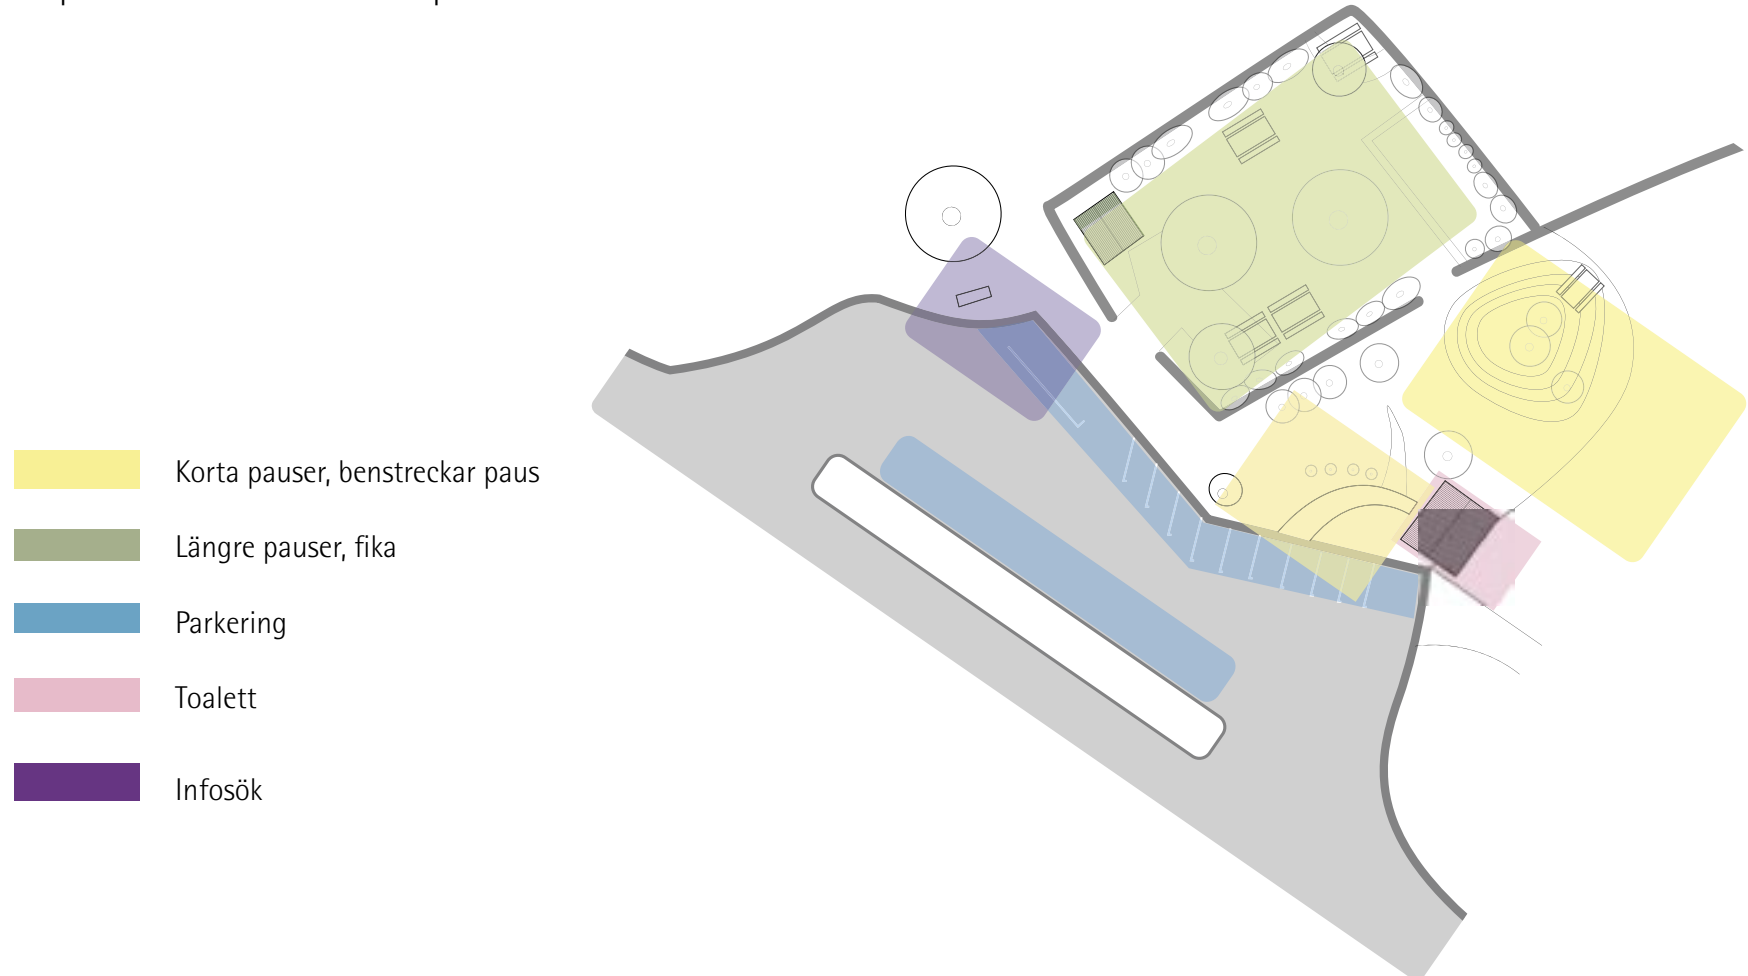 Korta pauser, benstreckar paus
Längre pauser, fika
Parkering
Toalett
Infosök